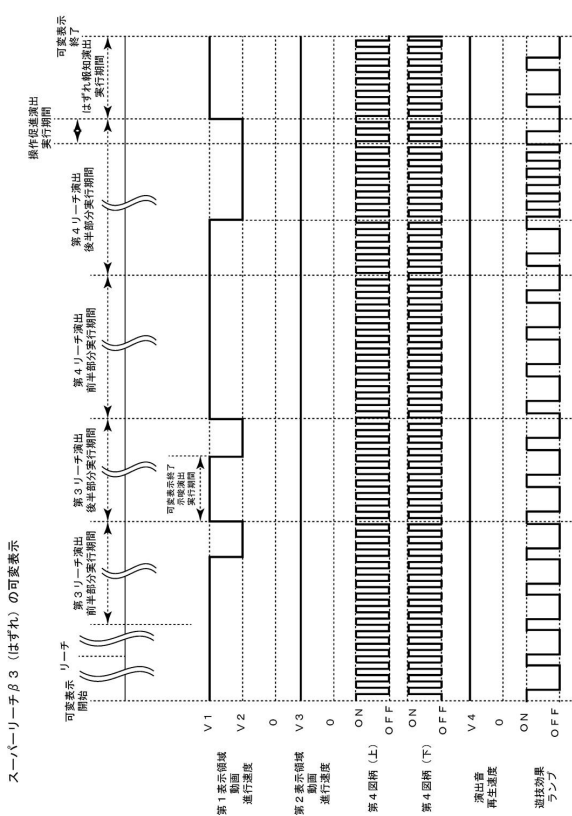 スーパーリーチβ3（はずれ）の可変表示
可変表示
開始
リーチ
第3リーチ演出
前半部分実行期間
第3リーチ演出
後半部分実行期間
可変表示終了
示唆演出
実行期間
第4リーチ演出
前半部分実行期間
第4リーチ演出
後半部分実行期間
操作促進演出
実行期間
はずれ報知演出
実行期間
可変表示
終了
第1表示領域
動画
進行速度
V1
V2
0
第2表示領域
動画
進行速度
V3
0
第4図柄（上）
ON
OFF
第4図柄（下）
ON
OFF
演出音
再生速度
V4
0
遊技効果
ランプ
ON
OFF